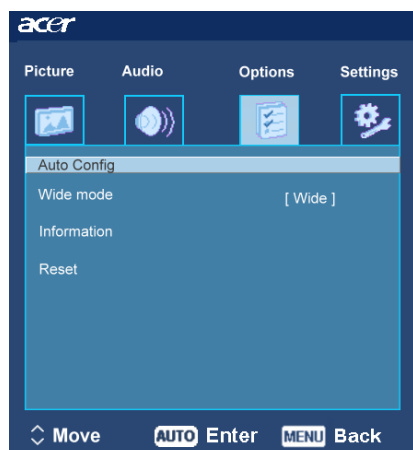 acer
Picture Audio Options Settings
Auto Config
Wide mode [ Wide ]
Information
Reset
Move AUTO Enter MENU Back